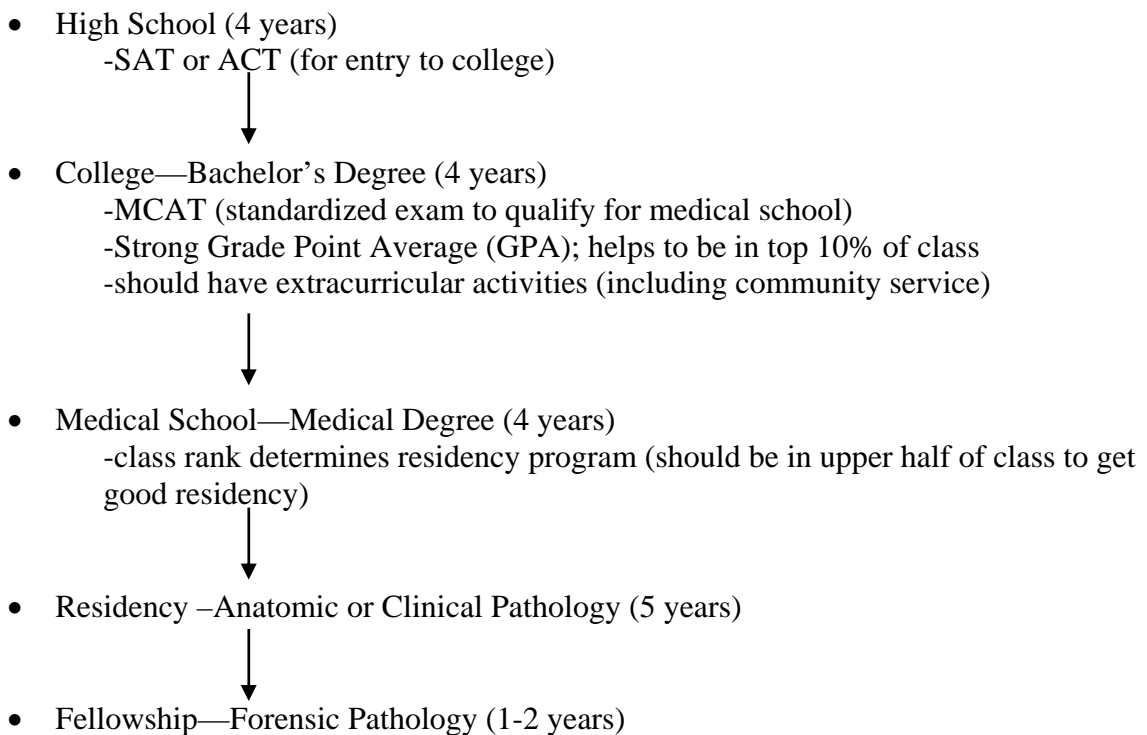 • High School (4 years)
-SAT or ACT (for entry to college)
• College—Bachelor’s Degree (4 years)
-MCAT (standardized exam to qualify for medical school)
-Strong Grade Point Average (GPA); helps to be in top 10% of class
-should have extracurricular activities (including community service)
• Medical School—Medical Degree (4 years)
-class rank determines residency program (should be in upper half of class to get
good residency)
• Residency –Anatomic or Clinical Pathology (5 years)
• Fellowship—Forensic Pathology (1-2 years)